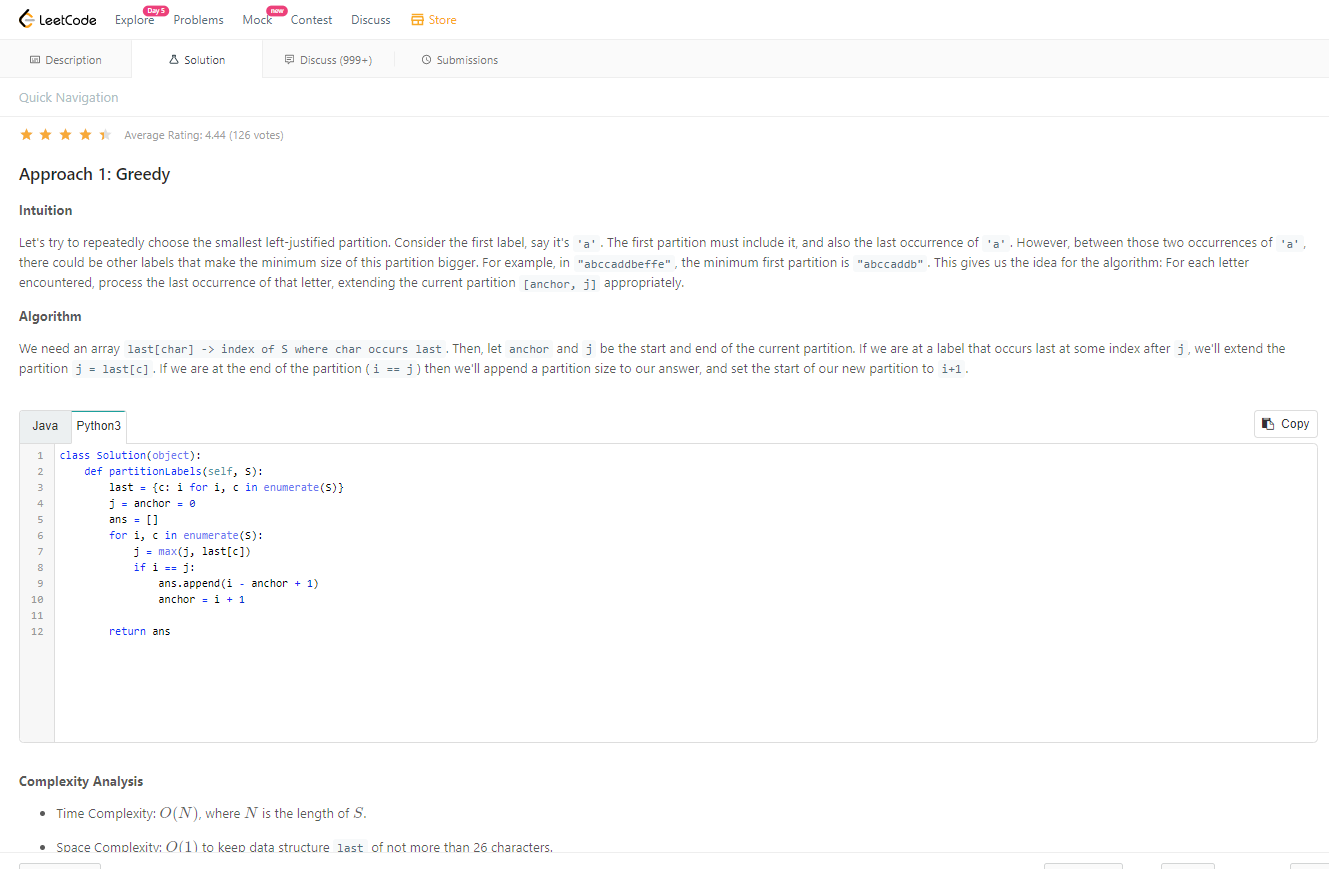 LeetCode Explore Day 5 Problems Mock new Contest Discuss Store
Description Solution Discuss (999+) Submissions
Quick Navigation
Average Rating: 4.44 (126 votes)
Approach 1: Greedy
Intuition
Let's try to repeatedly choose the smallest left-justified partition. Consider the first label, say it's 'a'. The first partition must include it, and also the last occurrence of 'a'. However, between those two occurrences of 'a',
there could be other labels that make the minimum size of this partition bigger. For example, in "abccaddbeffe", the minimum first partition is "abccaddb". This gives us the idea for the algorithm: For each letter
encountered, process the last occurrence of that letter, extending the current partition [anchor, j] appropriately.
Algorithm
We need an array last[char] -> index of S where char occurs last. Then, let anchor and j be the start and end of the current partition. If we are at a label that occurs last at some index after j, we'll extend the
partition j = last[c]. If we are at the end of the partition (i == j) then we'll append a partition size to our answer, and set the start of our new partition to i+1.
Java Python3 Copy
1 class Solution(object):
2     def partitionLabels(self, S):
3         last = {c: i for i, c in enumerate(S)}
4         j = anchor = 0
5         ans = []
6         for i, c in enumerate(S):
7             j = max(j, last[c])
8             if i == j:
9                 ans.append(i - anchor + 1)
10                 anchor = i + 1
11
12         return ans
Complexity Analysis
• Time Complexity: O(N), where N is the length of S.
• Space Complexity: O(1) to keep data structure last of not more than 26 characters.